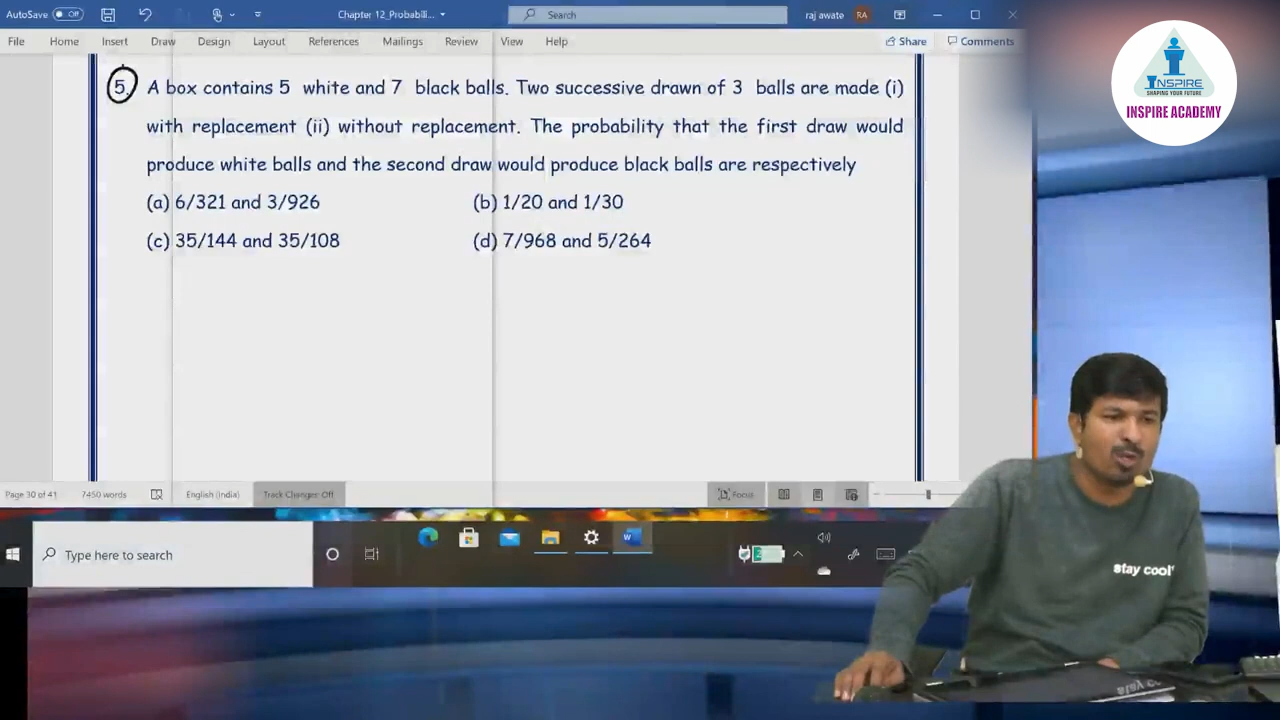 AutoSave Off
Chapter 12_Probabili...
Search
raj awate RA
File Home Insert Draw Design Layout References Mailings Review View Help
Share Comments
INSPIRE
SHAPING YOUR FUTURE
INSPIRE ACADEMY
5. A box contains 5 white and 7 black balls. Two successive drawn of 3 balls are made (i)
with replacement (ii) without replacement. The probability that the first draw would
produce white balls and the second draw would produce black balls are respectively
(a) 6/321 and 3/926 (b) 1/20 and 1/30
(c) 35/144 and 35/108 (d) 7/968 and 5/264
Page 30 of 41 7450 words English (India) Track Changes: Off Focus
Type here to search
stay cool